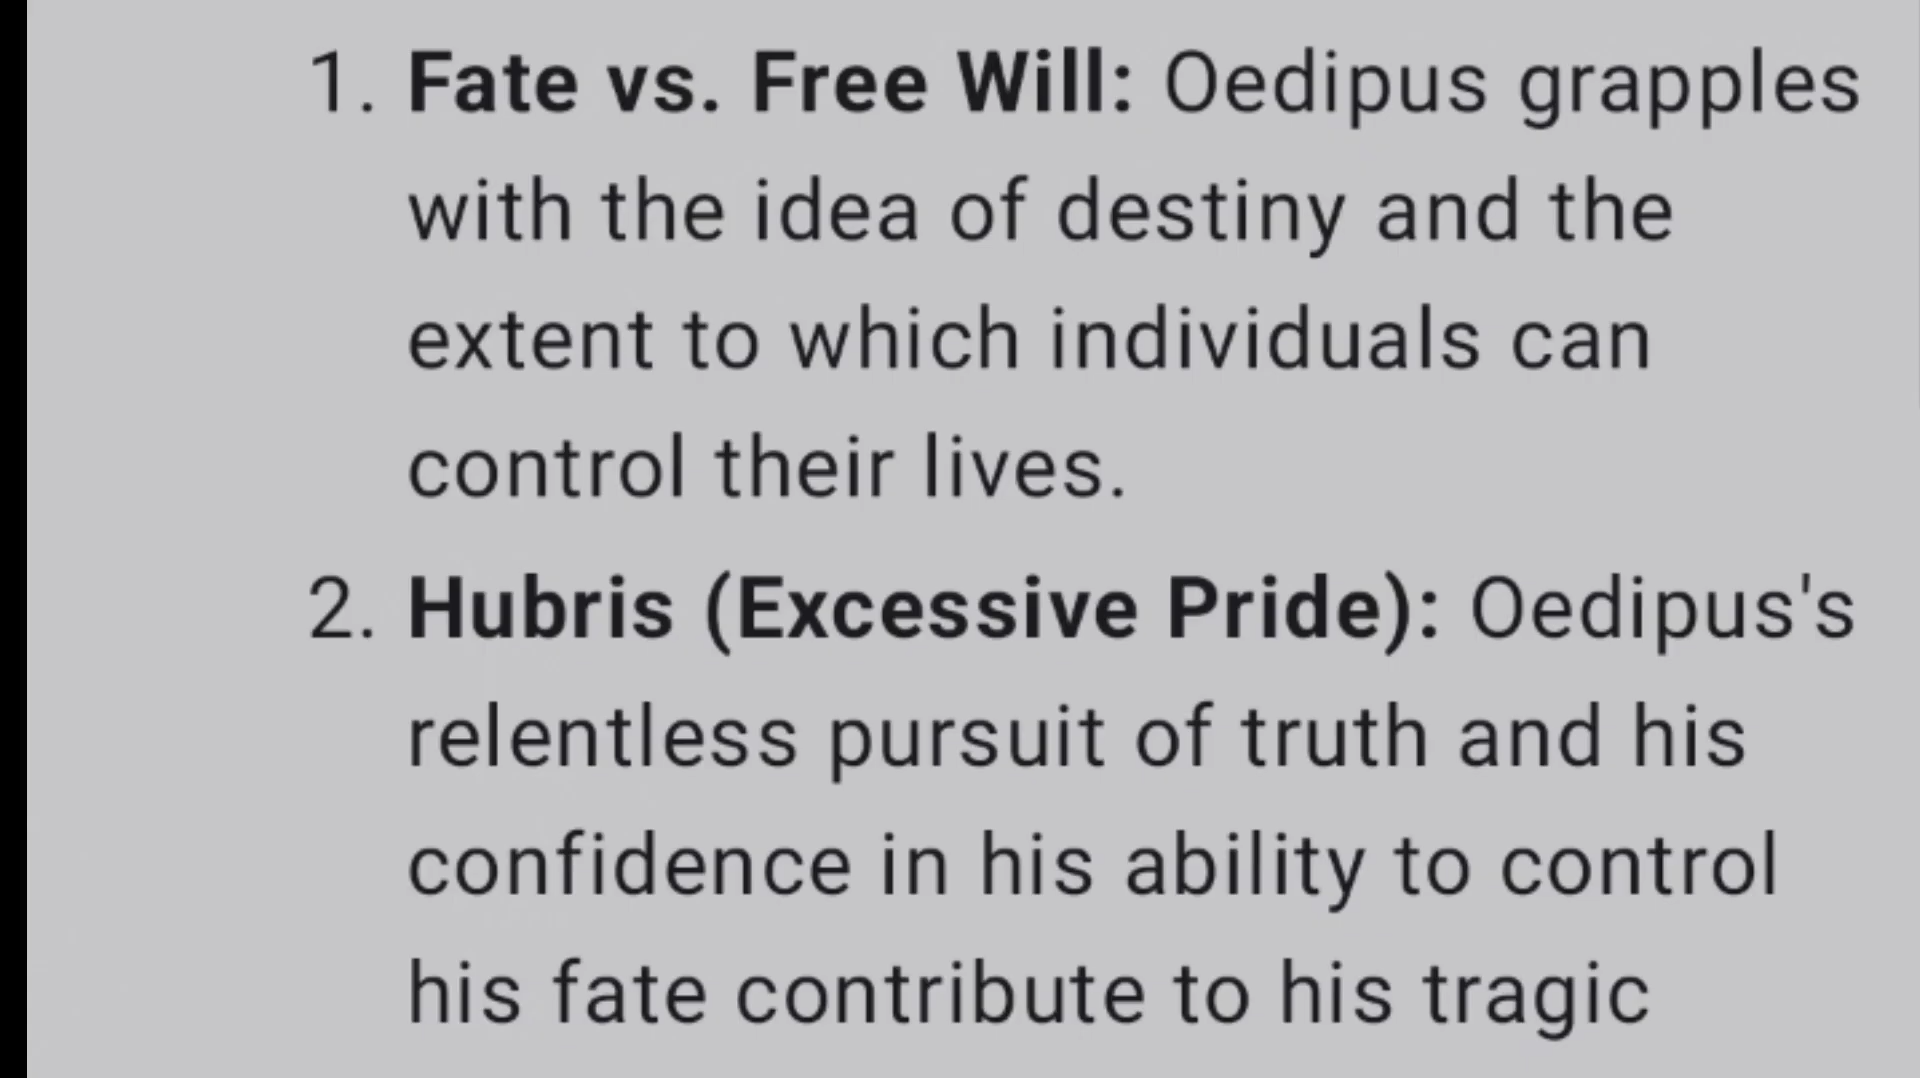 1. Fate vs. Free Will: Oedipus grapples
with the idea of destiny and the
extent to which individuals can
control their lives.
2. Hubris (Excessive Pride): Oedipus's
relentless pursuit of truth and his
confidence in his ability to control
his fate contribute to his tragic